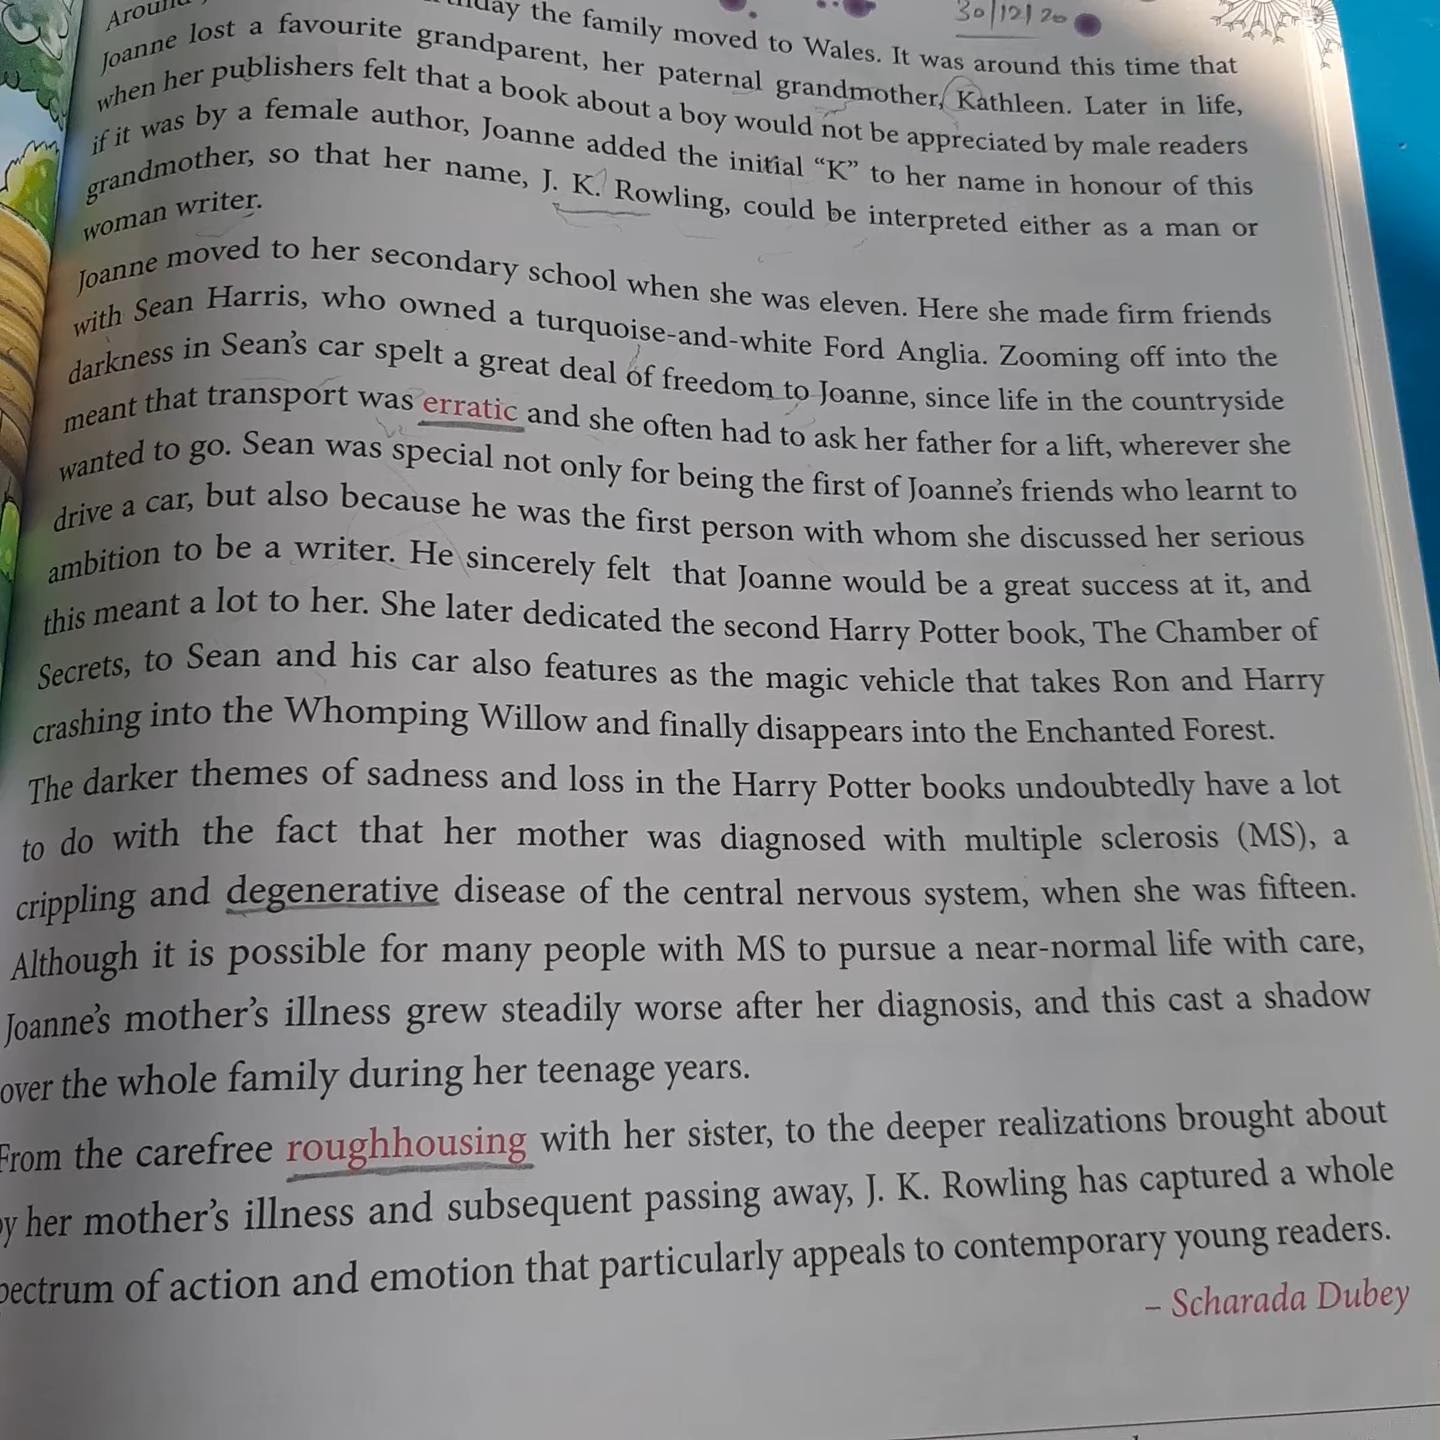 30/12/20
Around day the family moved to Wales. It was around this time that
Joanne lost a favourite grandparent, her paternal grandmother, Kathleen. Later in life,
when her publishers felt that a book about a boy would not be appreciated by male readers
if it was by a female author, Joanne added the initial “K” to her name in honour of this
grandmother, so that her name, J. K. Rowling, could be interpreted either as a man or
woman writer.
Joanne moved to her secondary school when she was eleven. Here she made firm friends
with Sean Harris, who owned a turquoise-and-white Ford Anglia. Zooming off into the
darkness in Sean’s car spelt a great deal of freedom to Joanne, since life in the countryside
meant that transport was erratic and she often had to ask her father for a lift, wherever she
wanted to go. Sean was special not only for being the first of Joanne’s friends who learnt to
drive a car, but also because he was the first person with whom she discussed her serious
ambition to be a writer. He sincerely felt that Joanne would be a great success at it, and
this meant a lot to her. She later dedicated the second Harry Potter book, The Chamber of
Secrets, to Sean and his car also features as the magic vehicle that takes Ron and Harry
crashing into the Whomping Willow and finally disappears into the Enchanted Forest.
The darker themes of sadness and loss in the Harry Potter books undoubtedly have a lot
to do with the fact that her mother was diagnosed with multiple sclerosis (MS), a
crippling and degenerative disease of the central nervous system, when she was fifteen.
Although it is possible for many people with MS to pursue a near-normal life with care,
Joanne’s mother’s illness grew steadily worse after her diagnosis, and this cast a shadow
over the whole family during her teenage years.
From the carefree roughhousing with her sister, to the deeper realizations brought about
by her mother’s illness and subsequent passing away, J. K. Rowling has captured a whole
pectrum of action and emotion that particularly appeals to contemporary young readers.
– Scharada Dubey